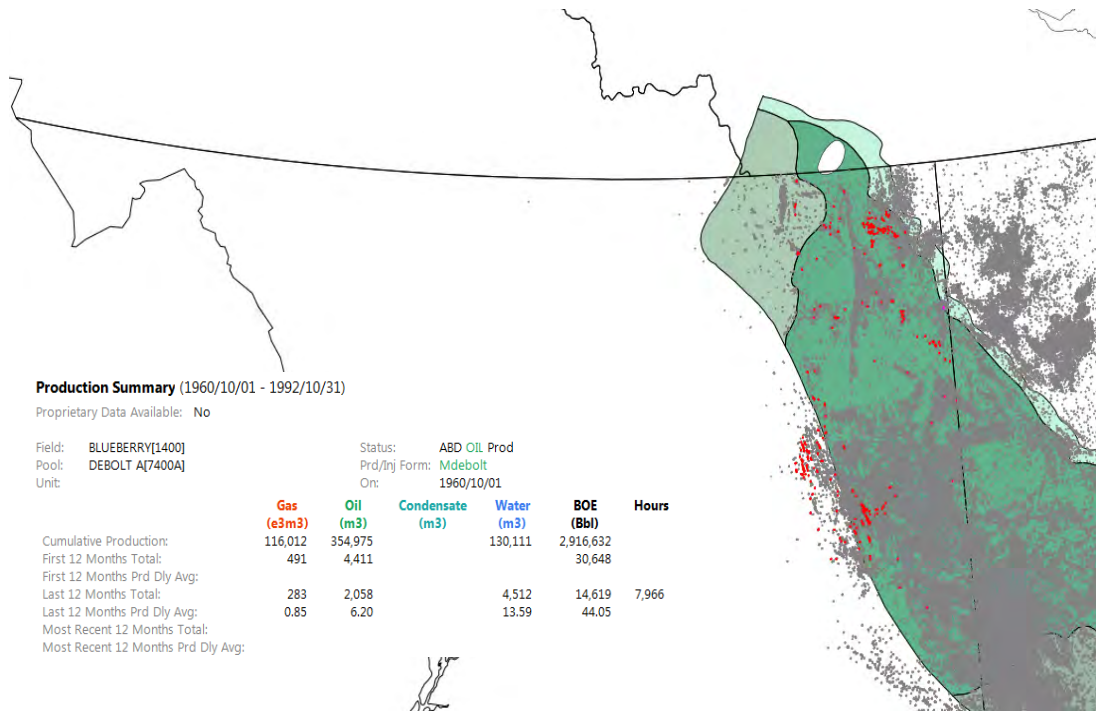 Production Summary (1960/10/01 - 1992/10/31)
Proprietary Data Available: No
Field: BLUEBERRY[1400] Status: ABD OIL Prod
Pool: DEBOLT A[7400A] Prd/Inj Form: Mdebolt
Unit: On: 1960/10/01
Gas Oil Condensate Water BOE Hours
(e3m3) (m3) (m3) (m3) (Bbl)
Cumulative Production: 116,012 354,975 130,111 2,916,632
First 12 Months Total: 491 4,411 30,648
First 12 Months Prd Dly Avg:
Last 12 Months Total: 283 2,058 4,512 14,619 7,966
Last 12 Months Prd Dly Avg: 0.85 6.20 13.59 44.05
Most Recent 12 Months Total:
Most Recent 12 Months Prd Dly Avg: